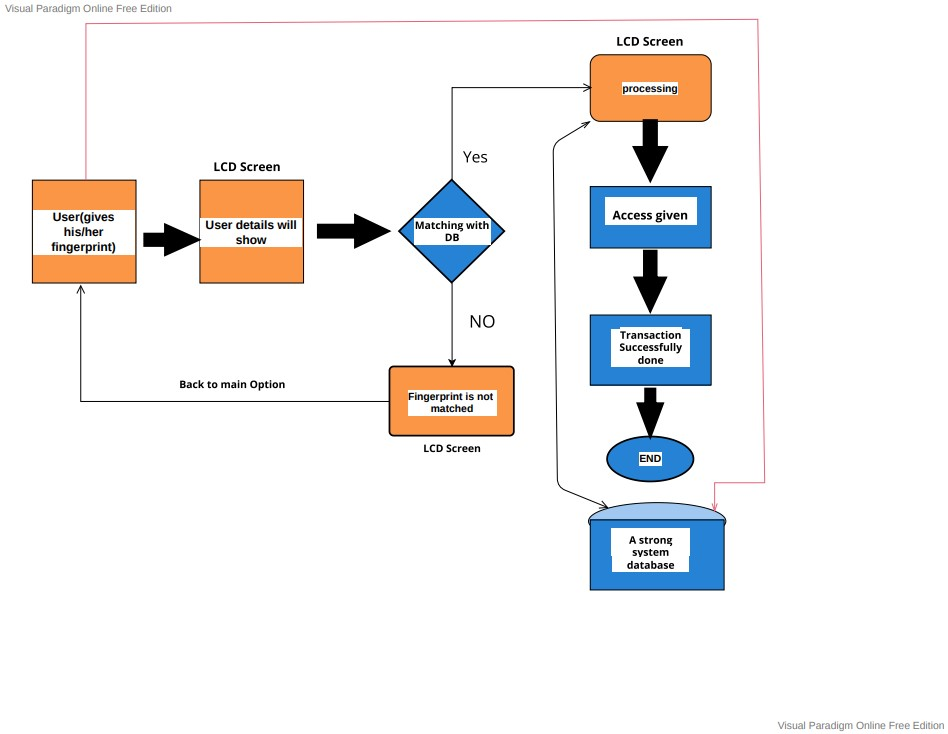 Visual Paradigm Online Free Edition
LCD Screen
processing
Yes
LCD Screen
User(gives
his/her
fingerprint)
User details will
show
Matching with
DB
Access given
NO
Transaction
Successfully
done
Back to main Option
Fingerprint is not
matched
LCD Screen
END
A strong
system
database
Visual Paradigm Online Free Edition